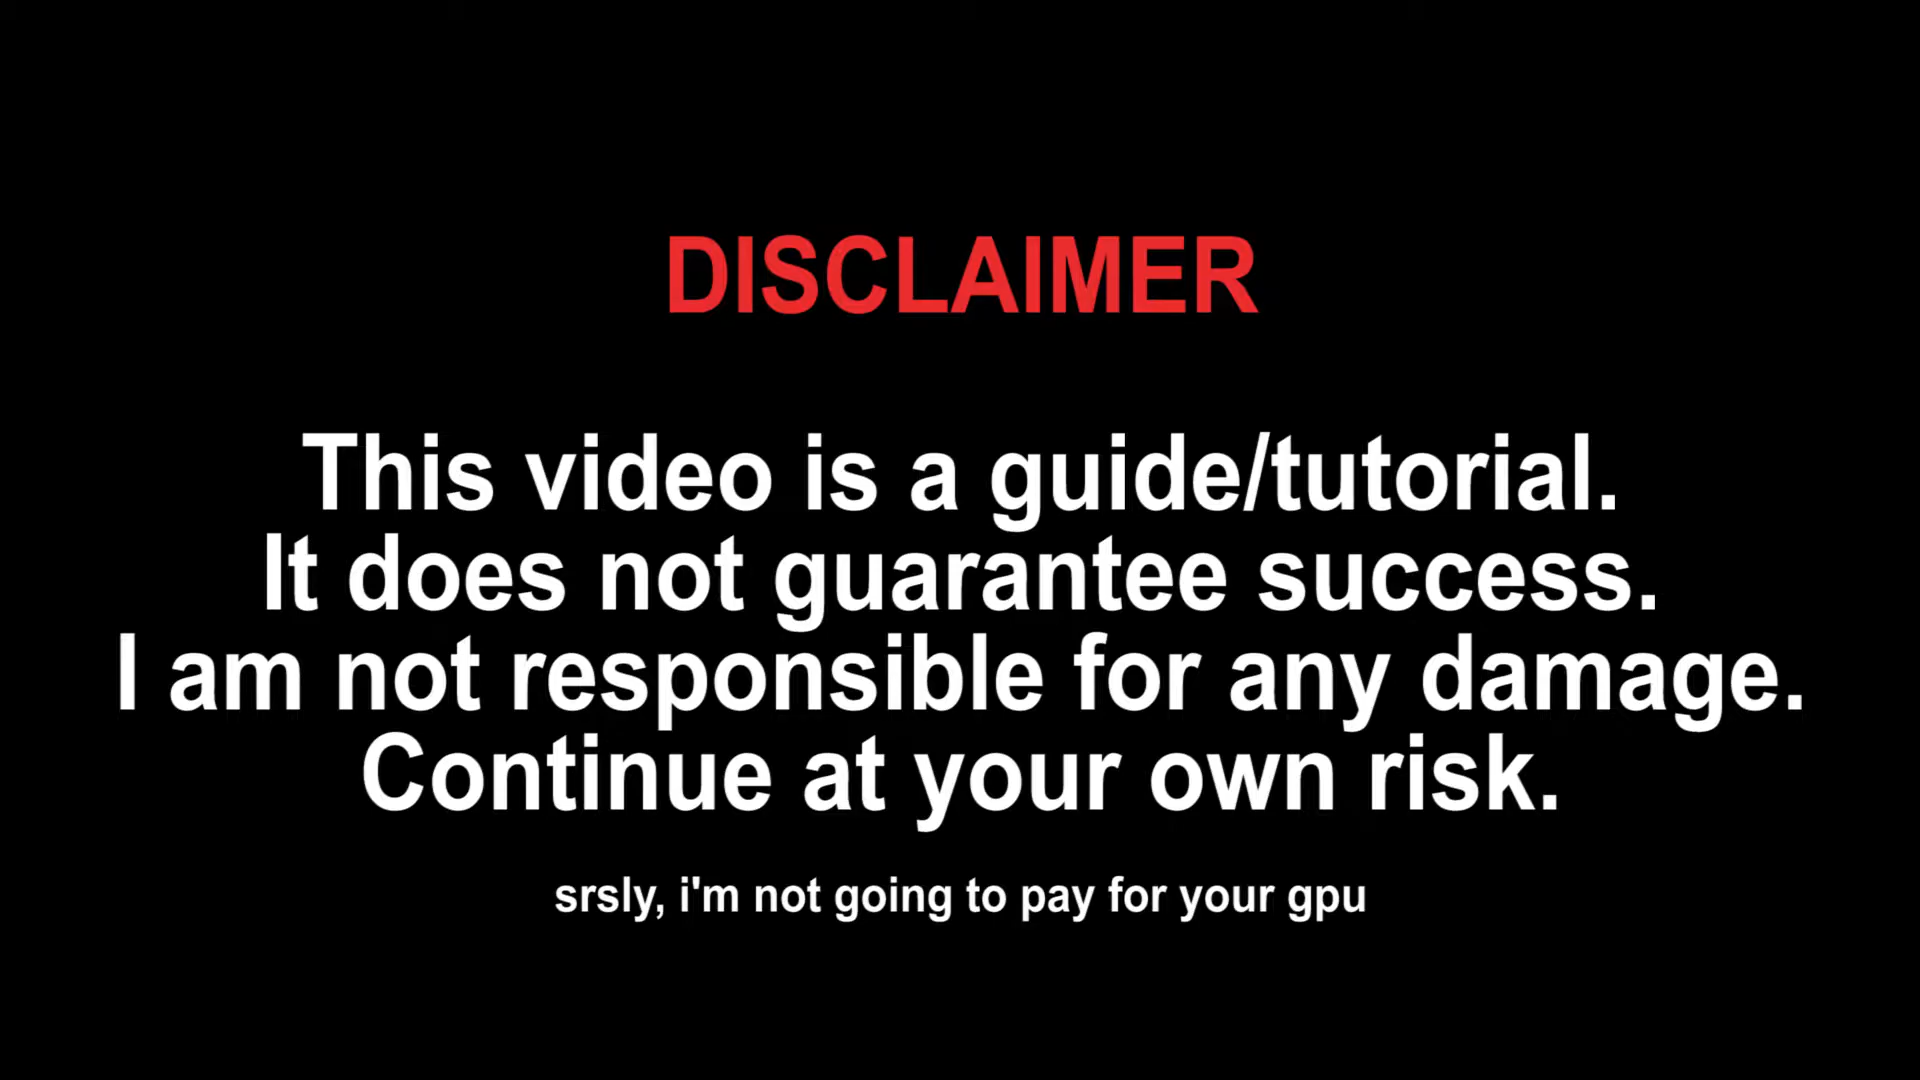 DISCLAIMER
This video is a guide/tutorial.
It does not guarantee success.
I am not responsible for any damage.
Continue at your own risk.
srsly, i'm not going to pay for your gpu